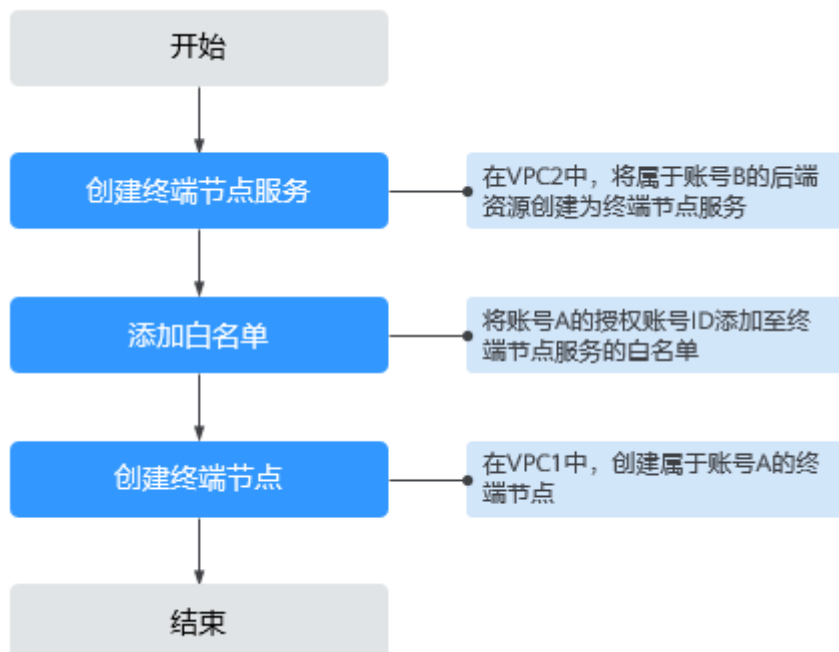 开始
创建终端节点服务
在VPC2中，将属于账号B的后端
资源创建为终端节点服务
添加白名单
将账号A的授权账号ID添加至终
端节点服务的白名单
创建终端节点
在VPC1中，创建属于账号A的终
端节点
结束